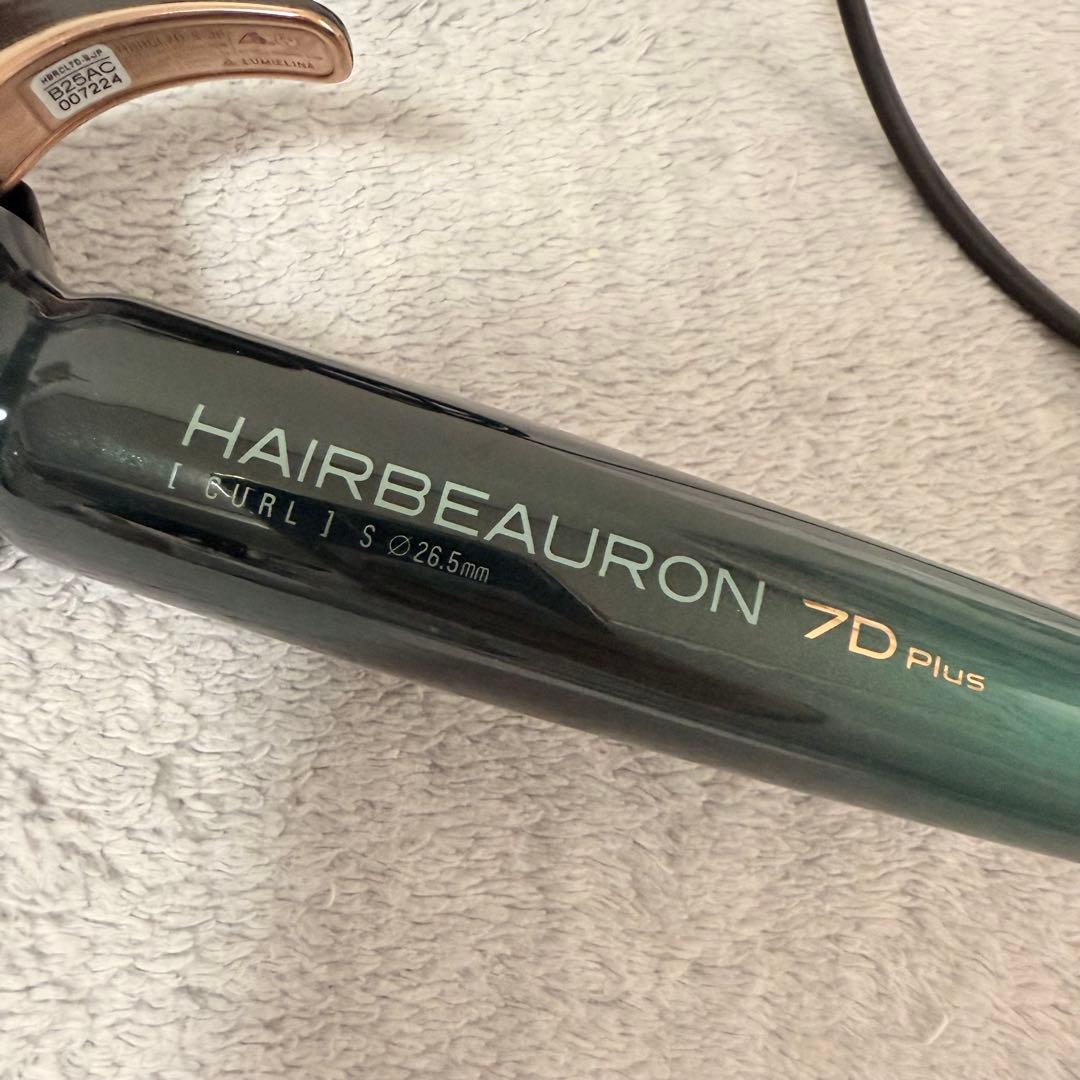 HBRCL7D-S-JP
B25AC
007224
LUMIELINA
HAIRBEAURON 7D Plus
[ CURL ] S ⌀26.5mm